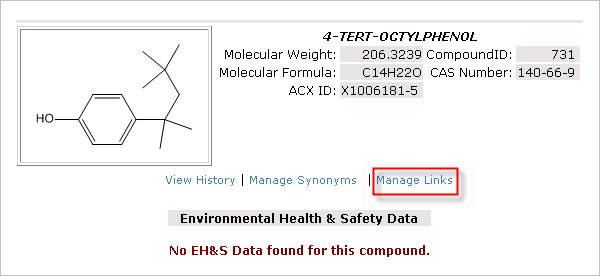 4-TERT-OCTYLPHENOL
Molecular Weight: 206.3239 CompoundID: 731
Molecular Formula: C14H22O CAS Number: 140-66-9
ACX ID: X1006181-5
HO
View History | Manage Synonyms | Manage Links
Environmental Health & Safety Data
No EH&S Data found for this compound.